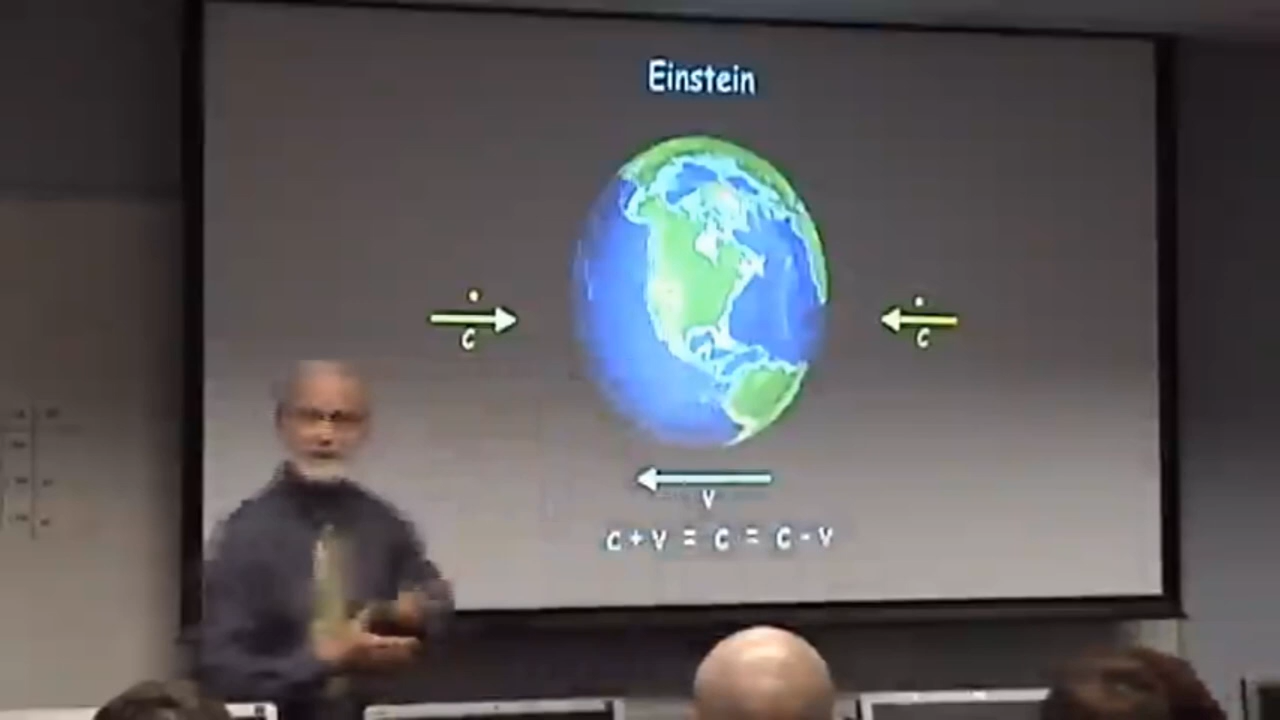 Einstein
c c
v
c + v = c = c - v